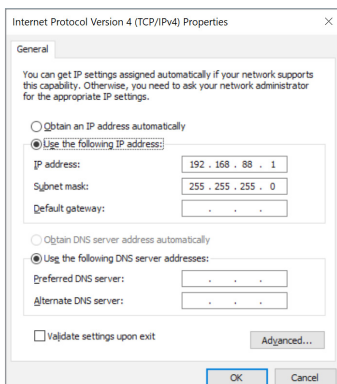 Internet Protocol Version 4 (TCP/IPv4) Properties
General
You can get IP settings assigned automatically if your network supports
this capability. Otherwise, you need to ask your network administrator
for the appropriate IP settings.
Obtain an IP address automatically
Use the following IP address:
IP address: 192 . 168 . 88 . 1
Subnet mask: 255 . 255 . 255 . 0
Default gateway: . . .
Obtain DNS server address automatically
Use the following DNS server addresses:
Preferred DNS server: . . .
Alternate DNS server: . . .
Validate settings upon exit
Advanced...
OK Cancel